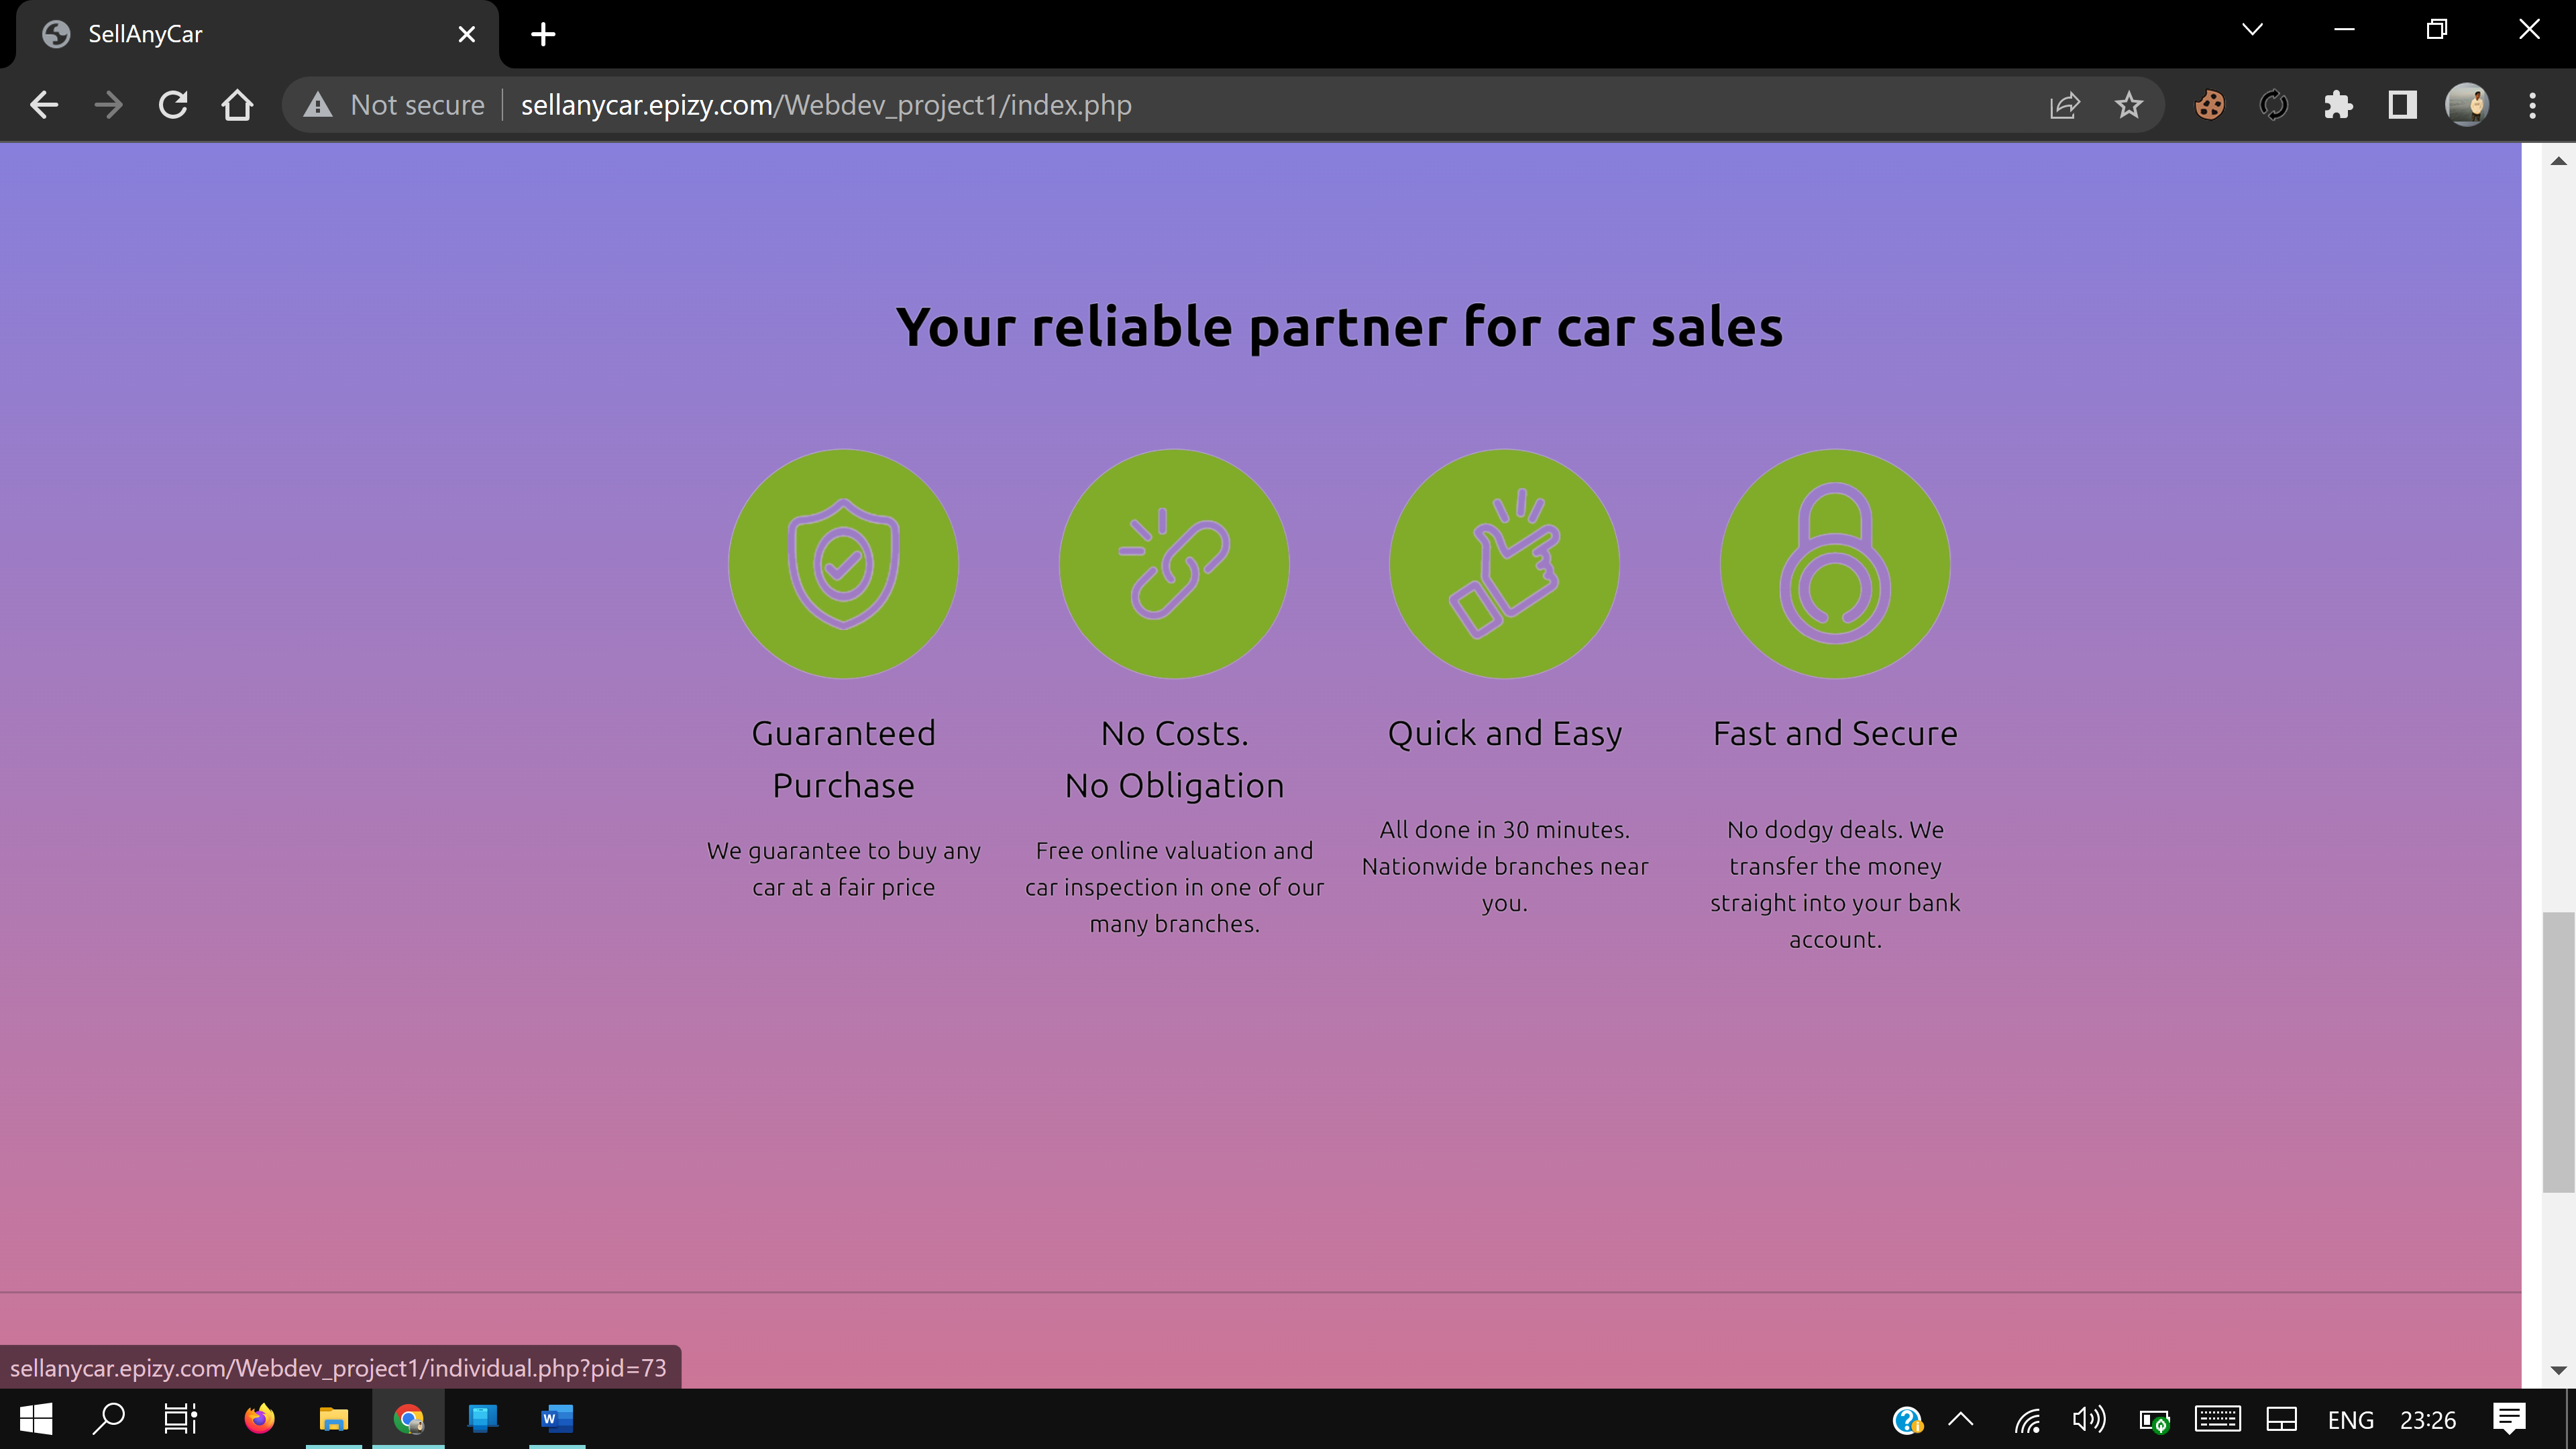 SellAnyCar
Not secure
sellanycar.epizy.com/Webdev_project1/index.php
Your reliable partner for car sales
Guaranteed
Purchase
We guarantee to buy any
car at a fair price
No Costs.
No Obligation
Free online valuation and
car inspection in one of our
many branches.
Quick and Easy
All done in 30 minutes.
Nationwide branches near
you.
Fast and Secure
No dodgy deals. We
transfer the money
straight into your bank
account.
sellanycar.epizy.com/Webdev_project1/individual.php?pid=73
W
ENG
23:26